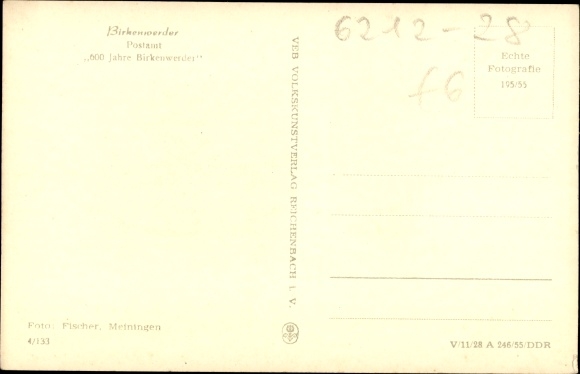 Birkenwerder
Postamt
„600 Jahre Birkenwerder"
Foto: Fischer, Meiningen
4/133
VEB VOLKSKUNSTVERLAG REICHENBACH i. V.
6212-28
f6
Echte
Fotografie
195/55
V/11/28 A 246/55/DDR